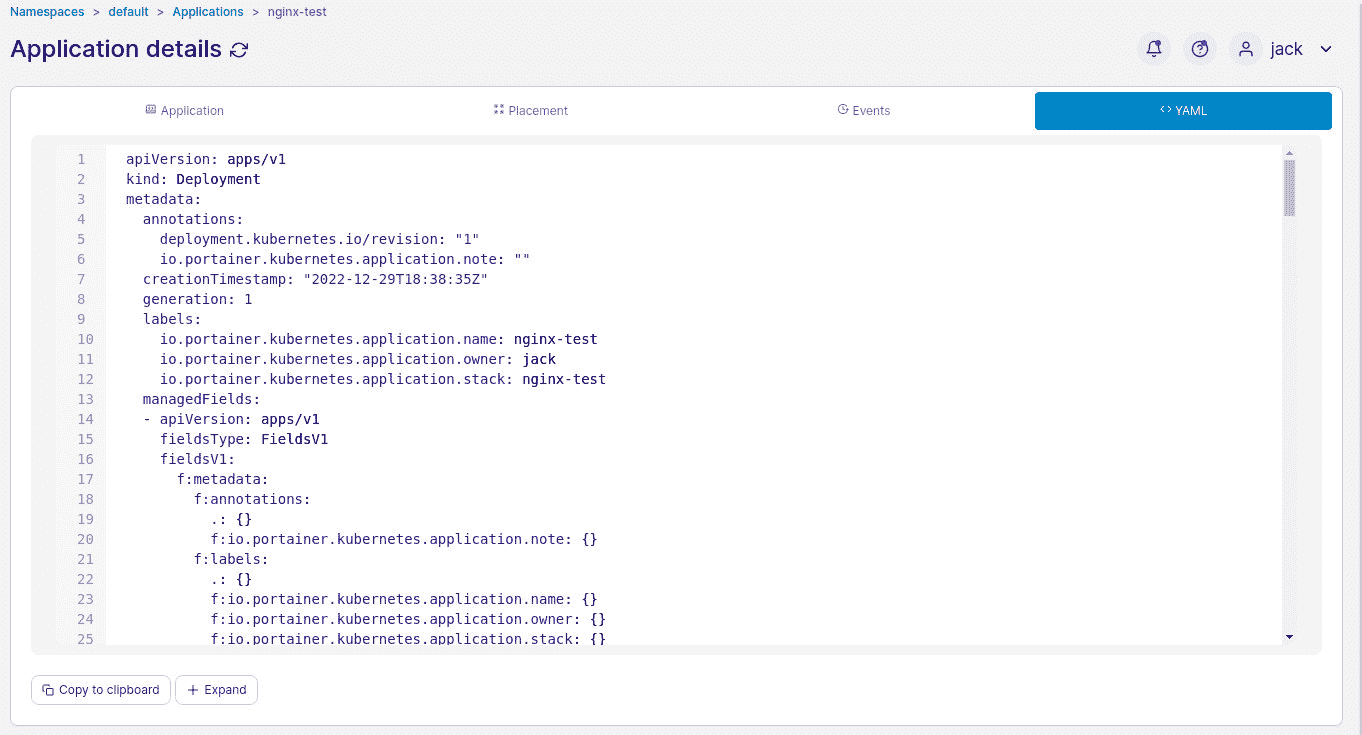 Namespaces > default > Applications > nginx-test
Application details
jack
Application
Placement
Events
YAML
1 apiVersion: apps/v1
2 kind: Deployment
3 metadata:
4 annotations:
5 deployment.kubernetes.io/revision: "1"
6 io.portainer.kubernetes.application.note: ""
7 creationTimestamp: "2022-12-29T18:38:35Z"
8 generation: 1
9 labels:
10 io.portainer.kubernetes.application.name: nginx-test
11 io.portainer.kubernetes.application.owner: jack
12 io.portainer.kubernetes.application.stack: nginx-test
13 managedFields:
14 - apiVersion: apps/v1
15 fieldsType: FieldsV1
16 fieldsV1:
17 f:metadata:
18 f:annotations:
19 .: {}
20 f:io.portainer.kubernetes.application.note: {}
21 f:labels:
22 .: {}
23 f:io.portainer.kubernetes.application.name: {}
24 f:io.portainer.kubernetes.application.owner: {}
25 f:io.portainer.kubernetes.application.stack: {}
Copy to clipboard
+ Expand